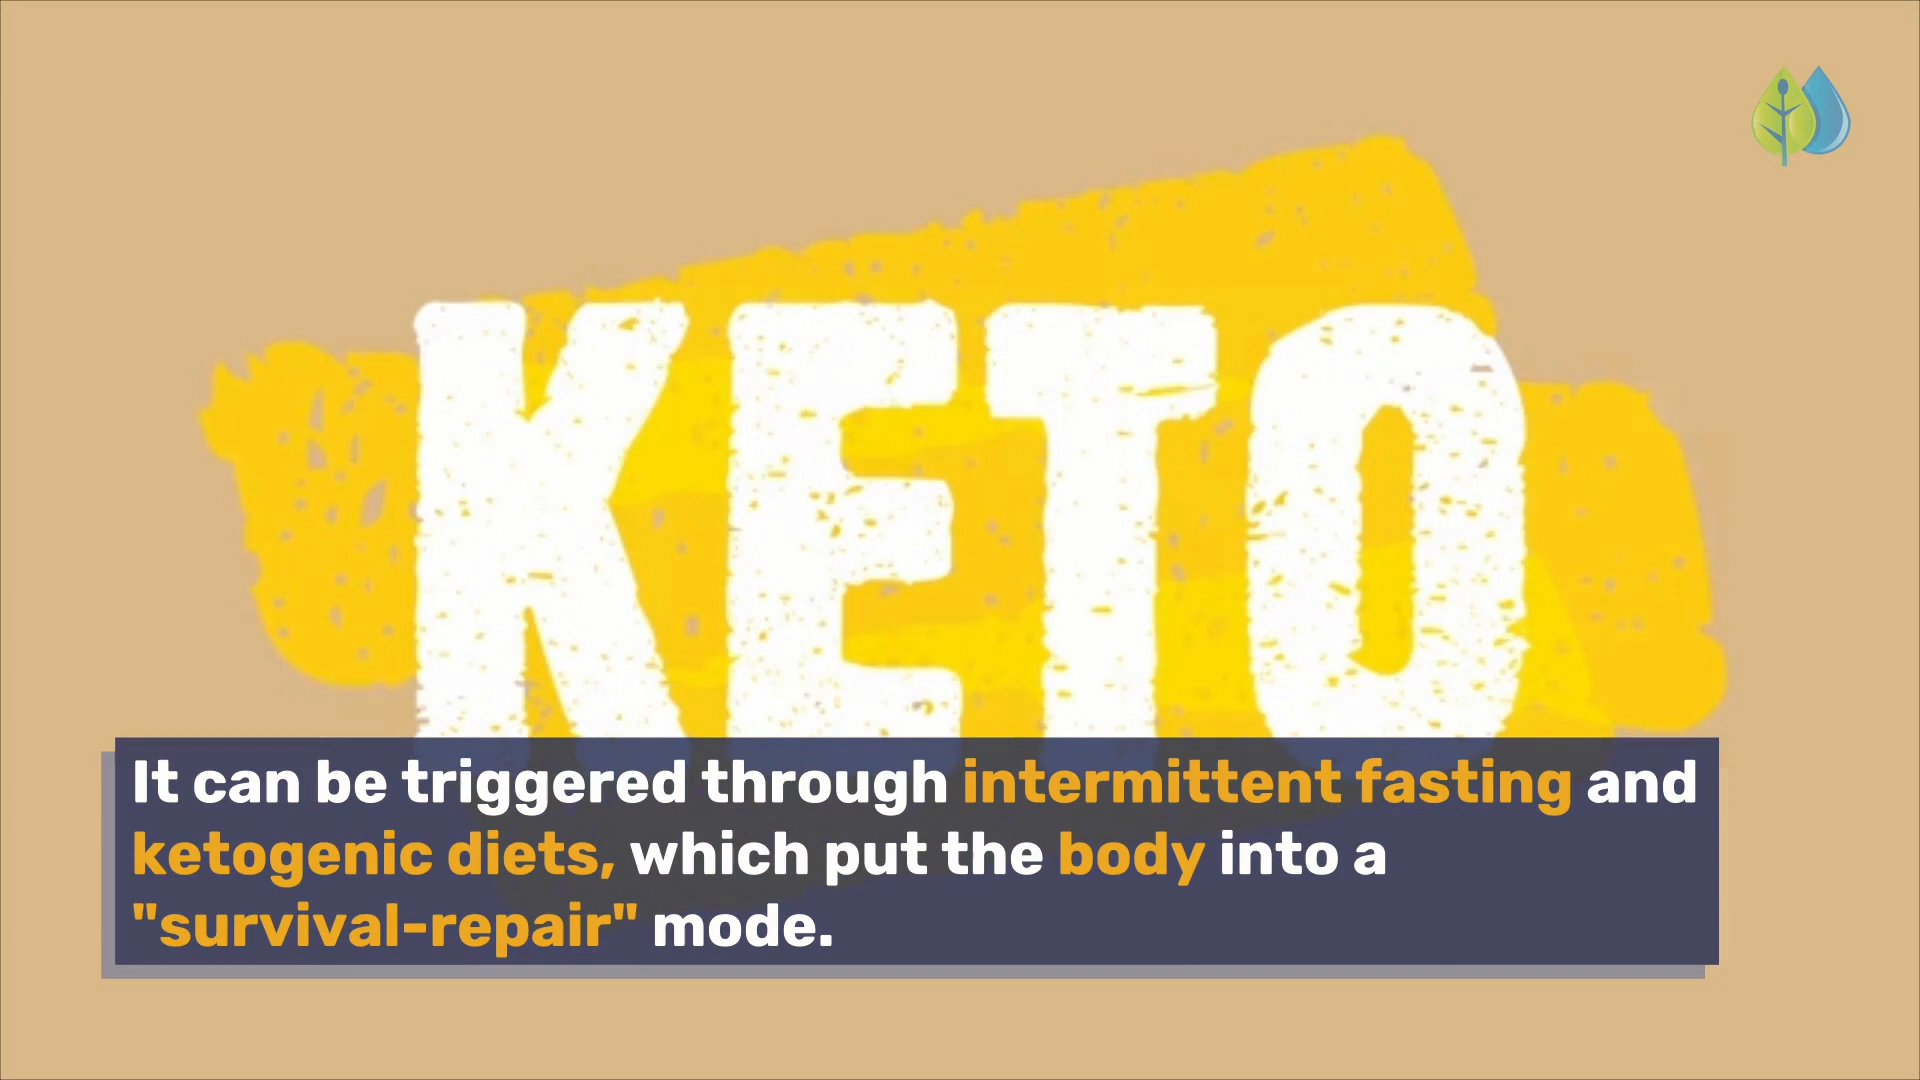 KETO
It can be triggered through intermittent fasting and
ketogenic diets, which put the body into a
"survival-repair" mode.